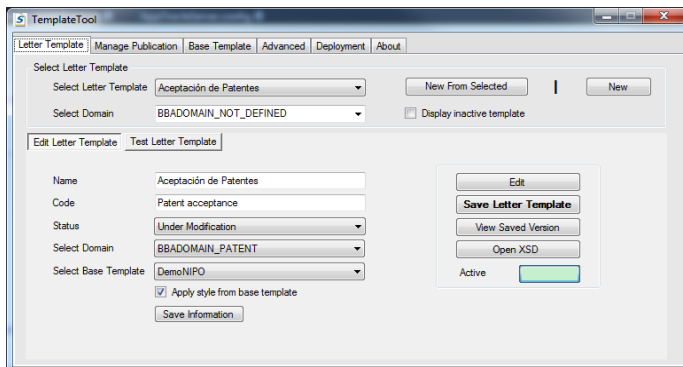 TemplateTool
Letter Template Manage Publication Base Template Advanced Deployment About
Select Letter Template
Select Letter Template Aceptación de Patentes New From Selected New
Select Domain BBADOMAIN_NOT_DEFINED Display inactive template
Edit Letter Template Test Letter Template
Name Aceptación de Patentes Edit
Code Patent acceptance Save Letter Template
Status Under Modification View Saved Version
Select Domain BBADOMAIN_PATENT Open XSD
Select Base Template DemoNIPO Active
Apply style from base template
Save Information